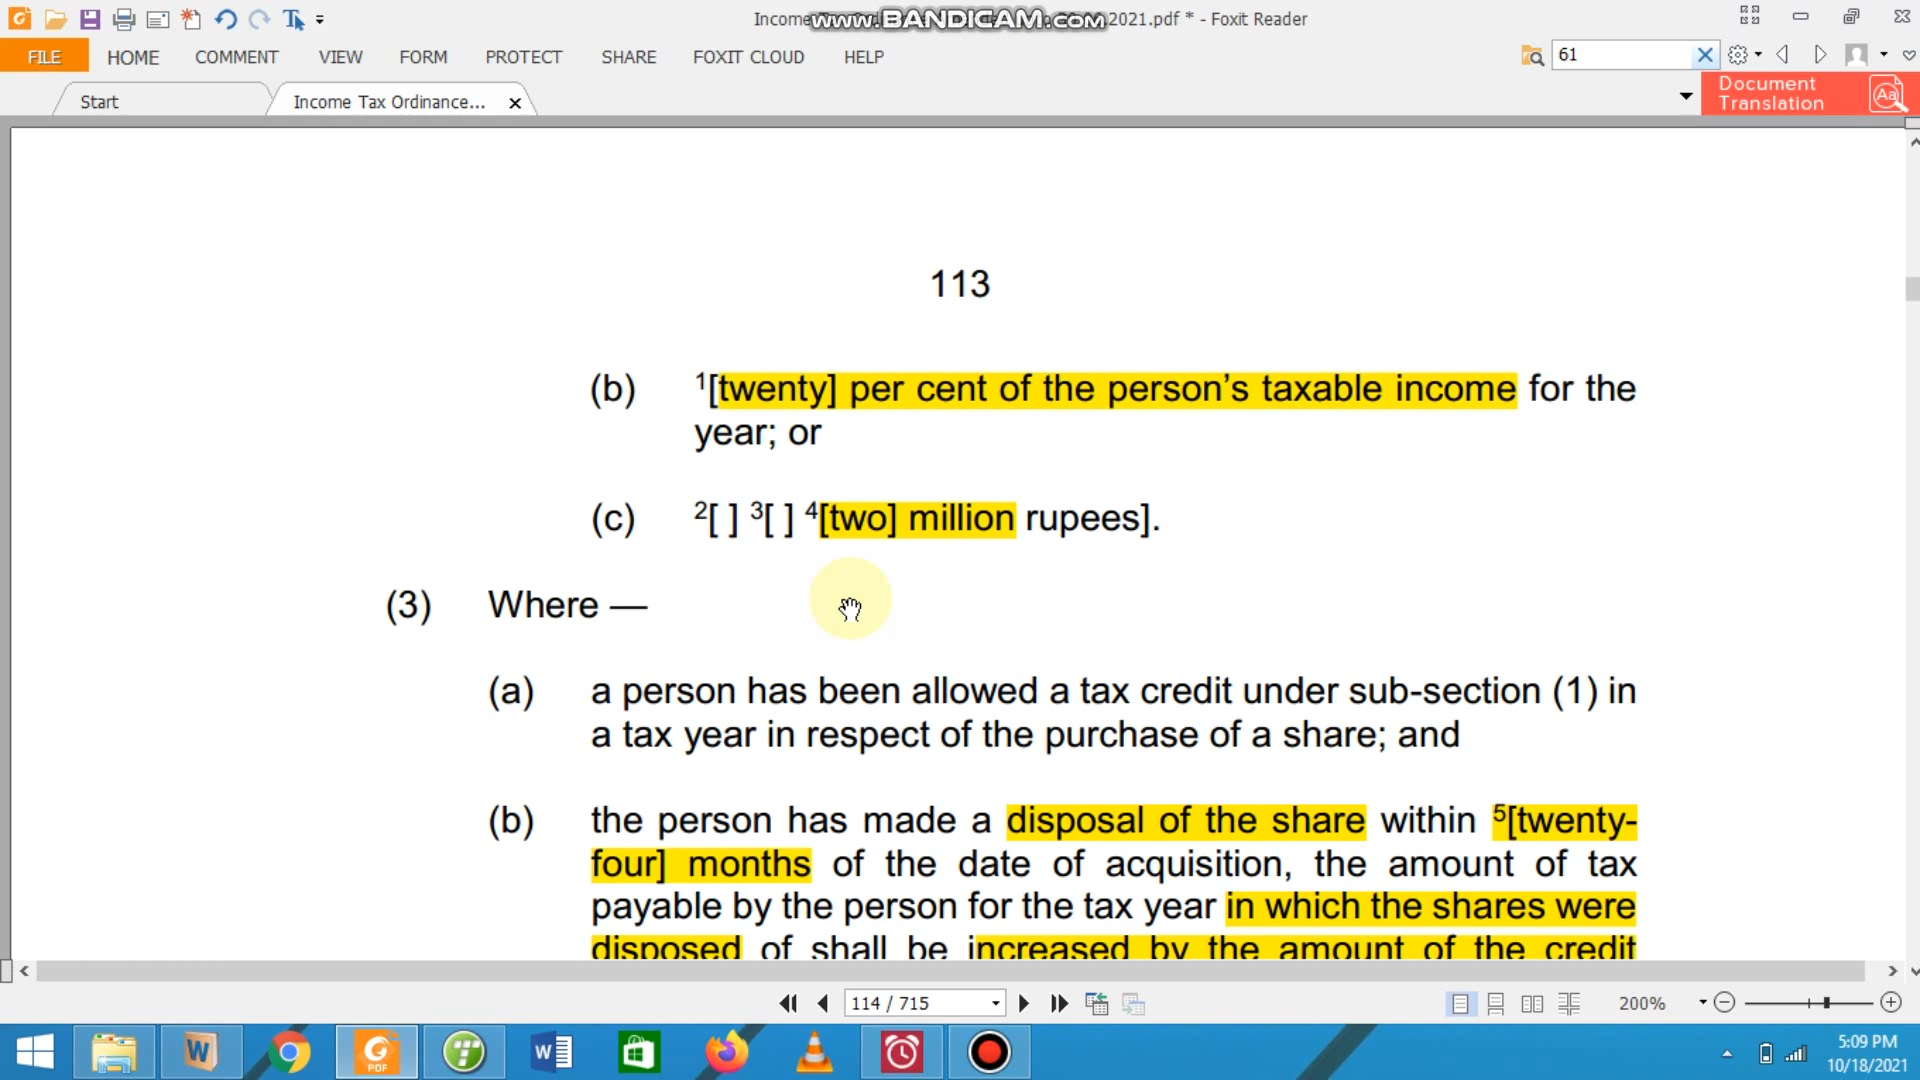 Income Tax Ordinance
2021.pdf * - Foxit Reader
www.BANDICAM.com
FILE HOME COMMENT VIEW FORM PROTECT SHARE FOXIT CLOUD HELP
61
Start
Income Tax Ordinance...
Document
Translation
Aa
113
(b) ¹[twenty] per cent of the person’s taxable income for the
year; or
(c) ²[ ] ³[ ] ⁴[two] million rupees].
(3) Where —
(a) a person has been allowed a tax credit under sub-section (1) in
a tax year in respect of the purchase of a share; and
(b) the person has made a disposal of the share within ⁵[twenty-
four] months of the date of acquisition, the amount of tax
payable by the person for the tax year in which the shares were
disposed of shall be increased by the amount of the credit
114 / 715
200%
PDF
5:09 PM
10/18/2021